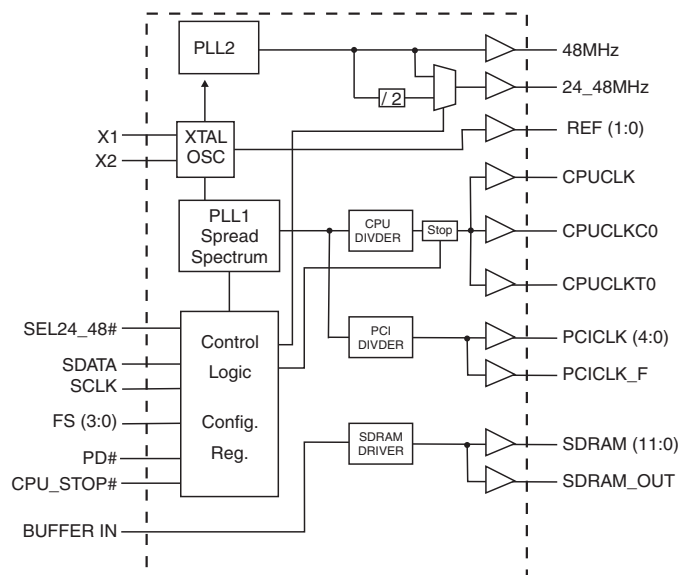 PLL2
48MHz
/ 2
24_48MHz
X1
X2
XTAL
OSC
REF (1:0)
CPUCLK
PLL1
Spread
Spectrum
CPU
DIVDER
Stop
CPUCLKC0
CPUCLKT0
SEL24_48#
SDATA
SCLK
FS (3:0)
PD#
CPU_STOP#
Control
Logic
Config.
Reg.
PCI
DIVDER
PCICLK (4:0)
PCICLK_F
SDRAM
DRIVER
SDRAM (11:0)
SDRAM_OUT
BUFFER IN